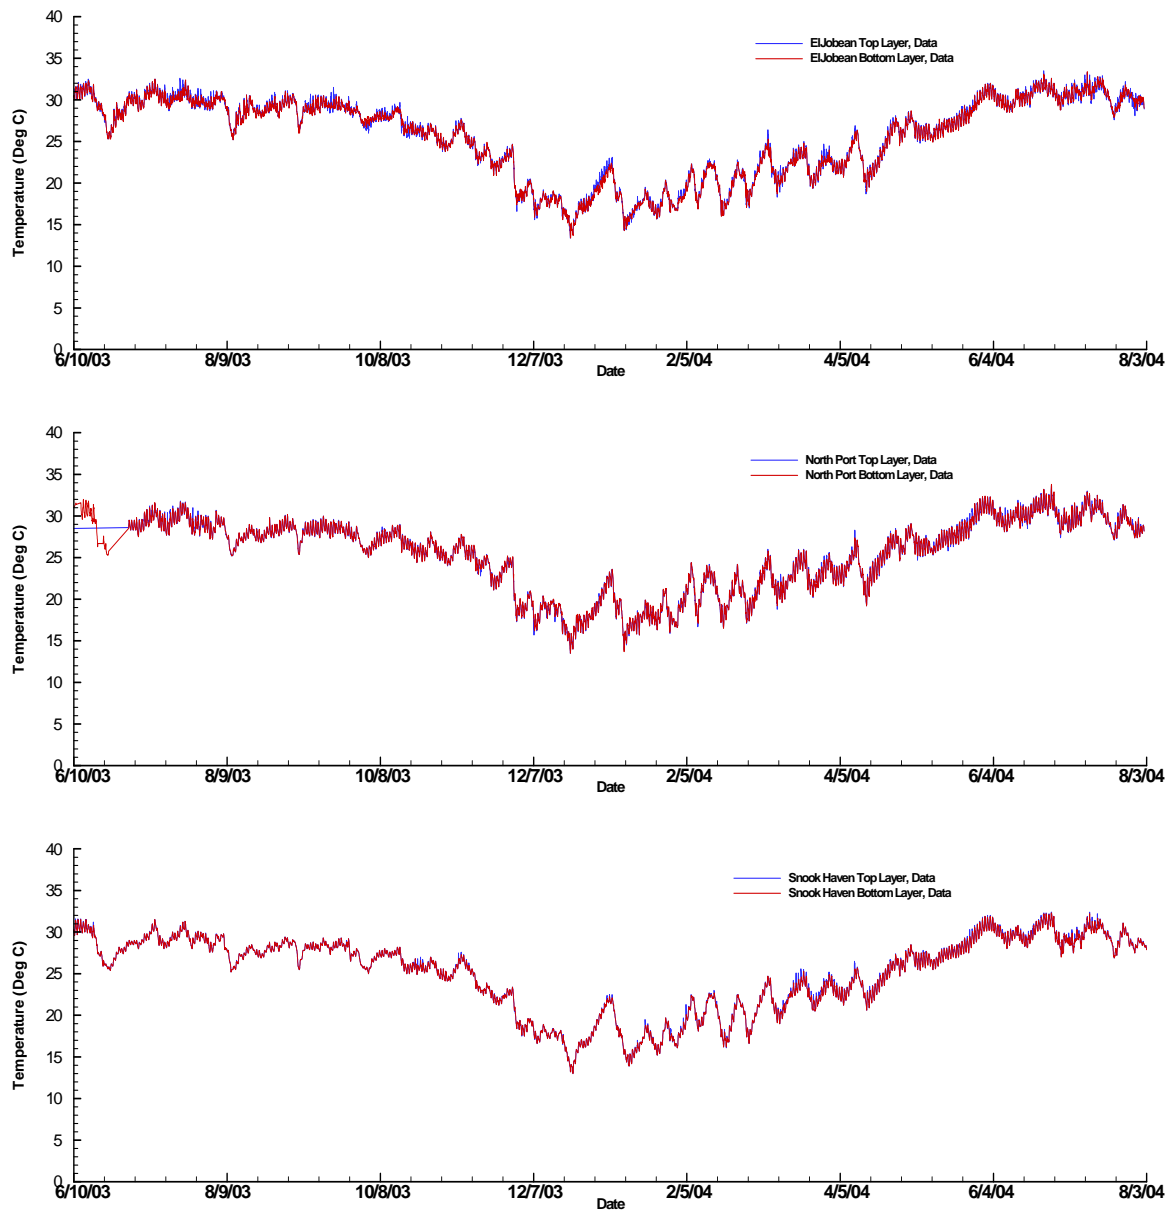 40
35
30
25
20
15
10
5
0
Temperature (Deg C)
ElJobean Top Layer, Data
ElJobean Bottom Layer, Data
6/10/03 8/9/03 10/8/03 12/7/03 2/5/04 4/5/04 6/4/04 8/3/04
Date
40
35
30
25
20
15
10
5
0
Temperature (Deg C)
North Port Top Layer, Data
North Port Bottom Layer, Data
6/10/03 8/9/03 10/8/03 12/7/03 2/5/04 4/5/04 6/4/04 8/3/04
Date
40
35
30
25
20
15
10
5
0
Temperature (Deg C)
Snook Haven Top Layer, Data
Snook Haven Bottom Layer, Data
6/10/03 8/9/03 10/8/03 12/7/03 2/5/04 4/5/04 6/4/04 8/3/04
Date